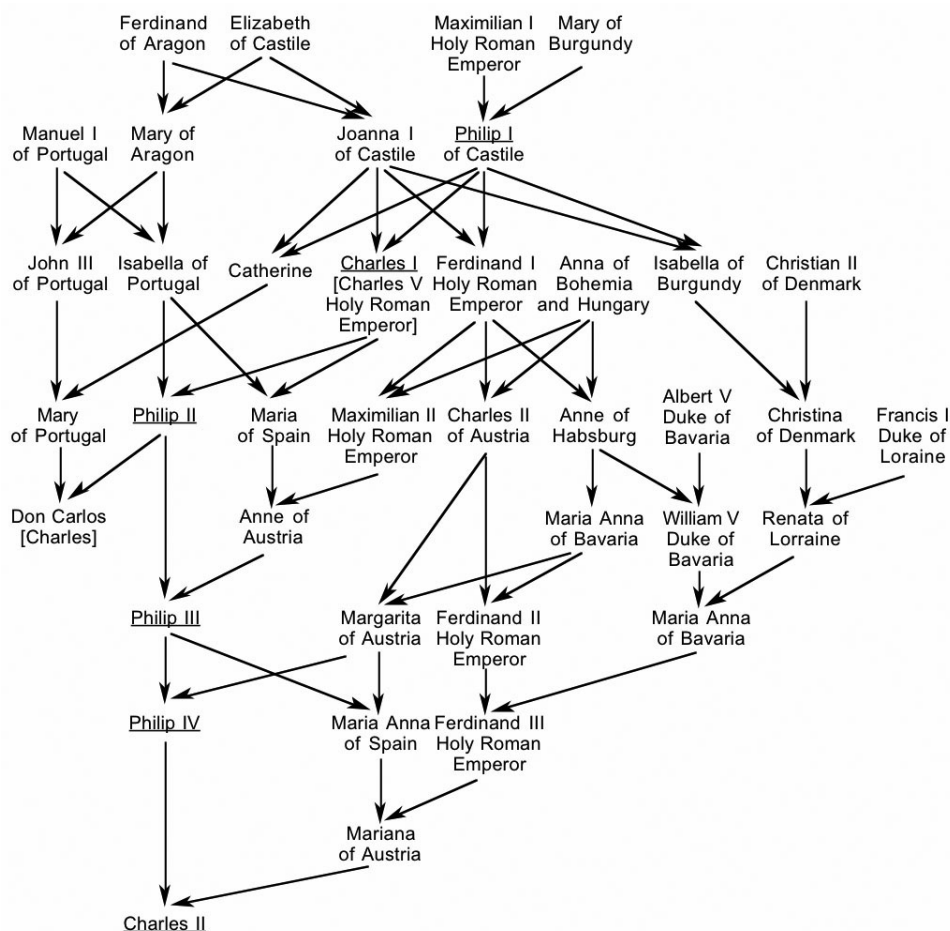 Ferdinand
of Aragon
Elizabeth
of Castile
Maximilian I
Holy Roman
Emperor
Mary of
Burgundy
Manuel I
of Portugal
Mary of
Aragon
Joanna I
of Castile
Philip I
of Castile
John III
of Portugal
Isabella of
Portugal
Catherine
Charles I
[Charles V
Holy Roman
Emperor]
Ferdinand I
Holy Roman
Emperor
Anna of
Bohemia
and Hungary
Isabella of
Burgundy
Christian II
of Denmark
Mary
of Portugal
Philip II
Maria
of Spain
Maximilian II
Holy Roman
Emperor
Charles II
of Austria
Anne of
Habsburg
Albert V
Duke of
Bavaria
Christina
of Denmark
Francis I
Duke of
Loraine
Don Carlos
[Charles]
Anne of
Austria
Maria Anna
of Bavaria
William V
Duke of
Bavaria
Renata of
Lorraine
Philip III
Margarita
of Austria
Ferdinand II
Holy Roman
Emperor
Maria Anna
of Bavaria
Philip IV
Maria Anna
of Spain
Ferdinand III
Holy Roman
Emperor
Mariana
of Austria
Charles II